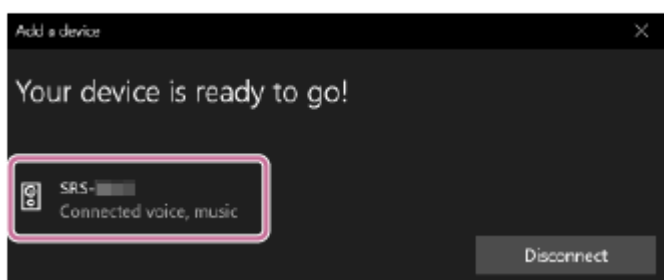 Add a device
Your device is ready to go!
SRS-
Connected voice, music
Disconnect